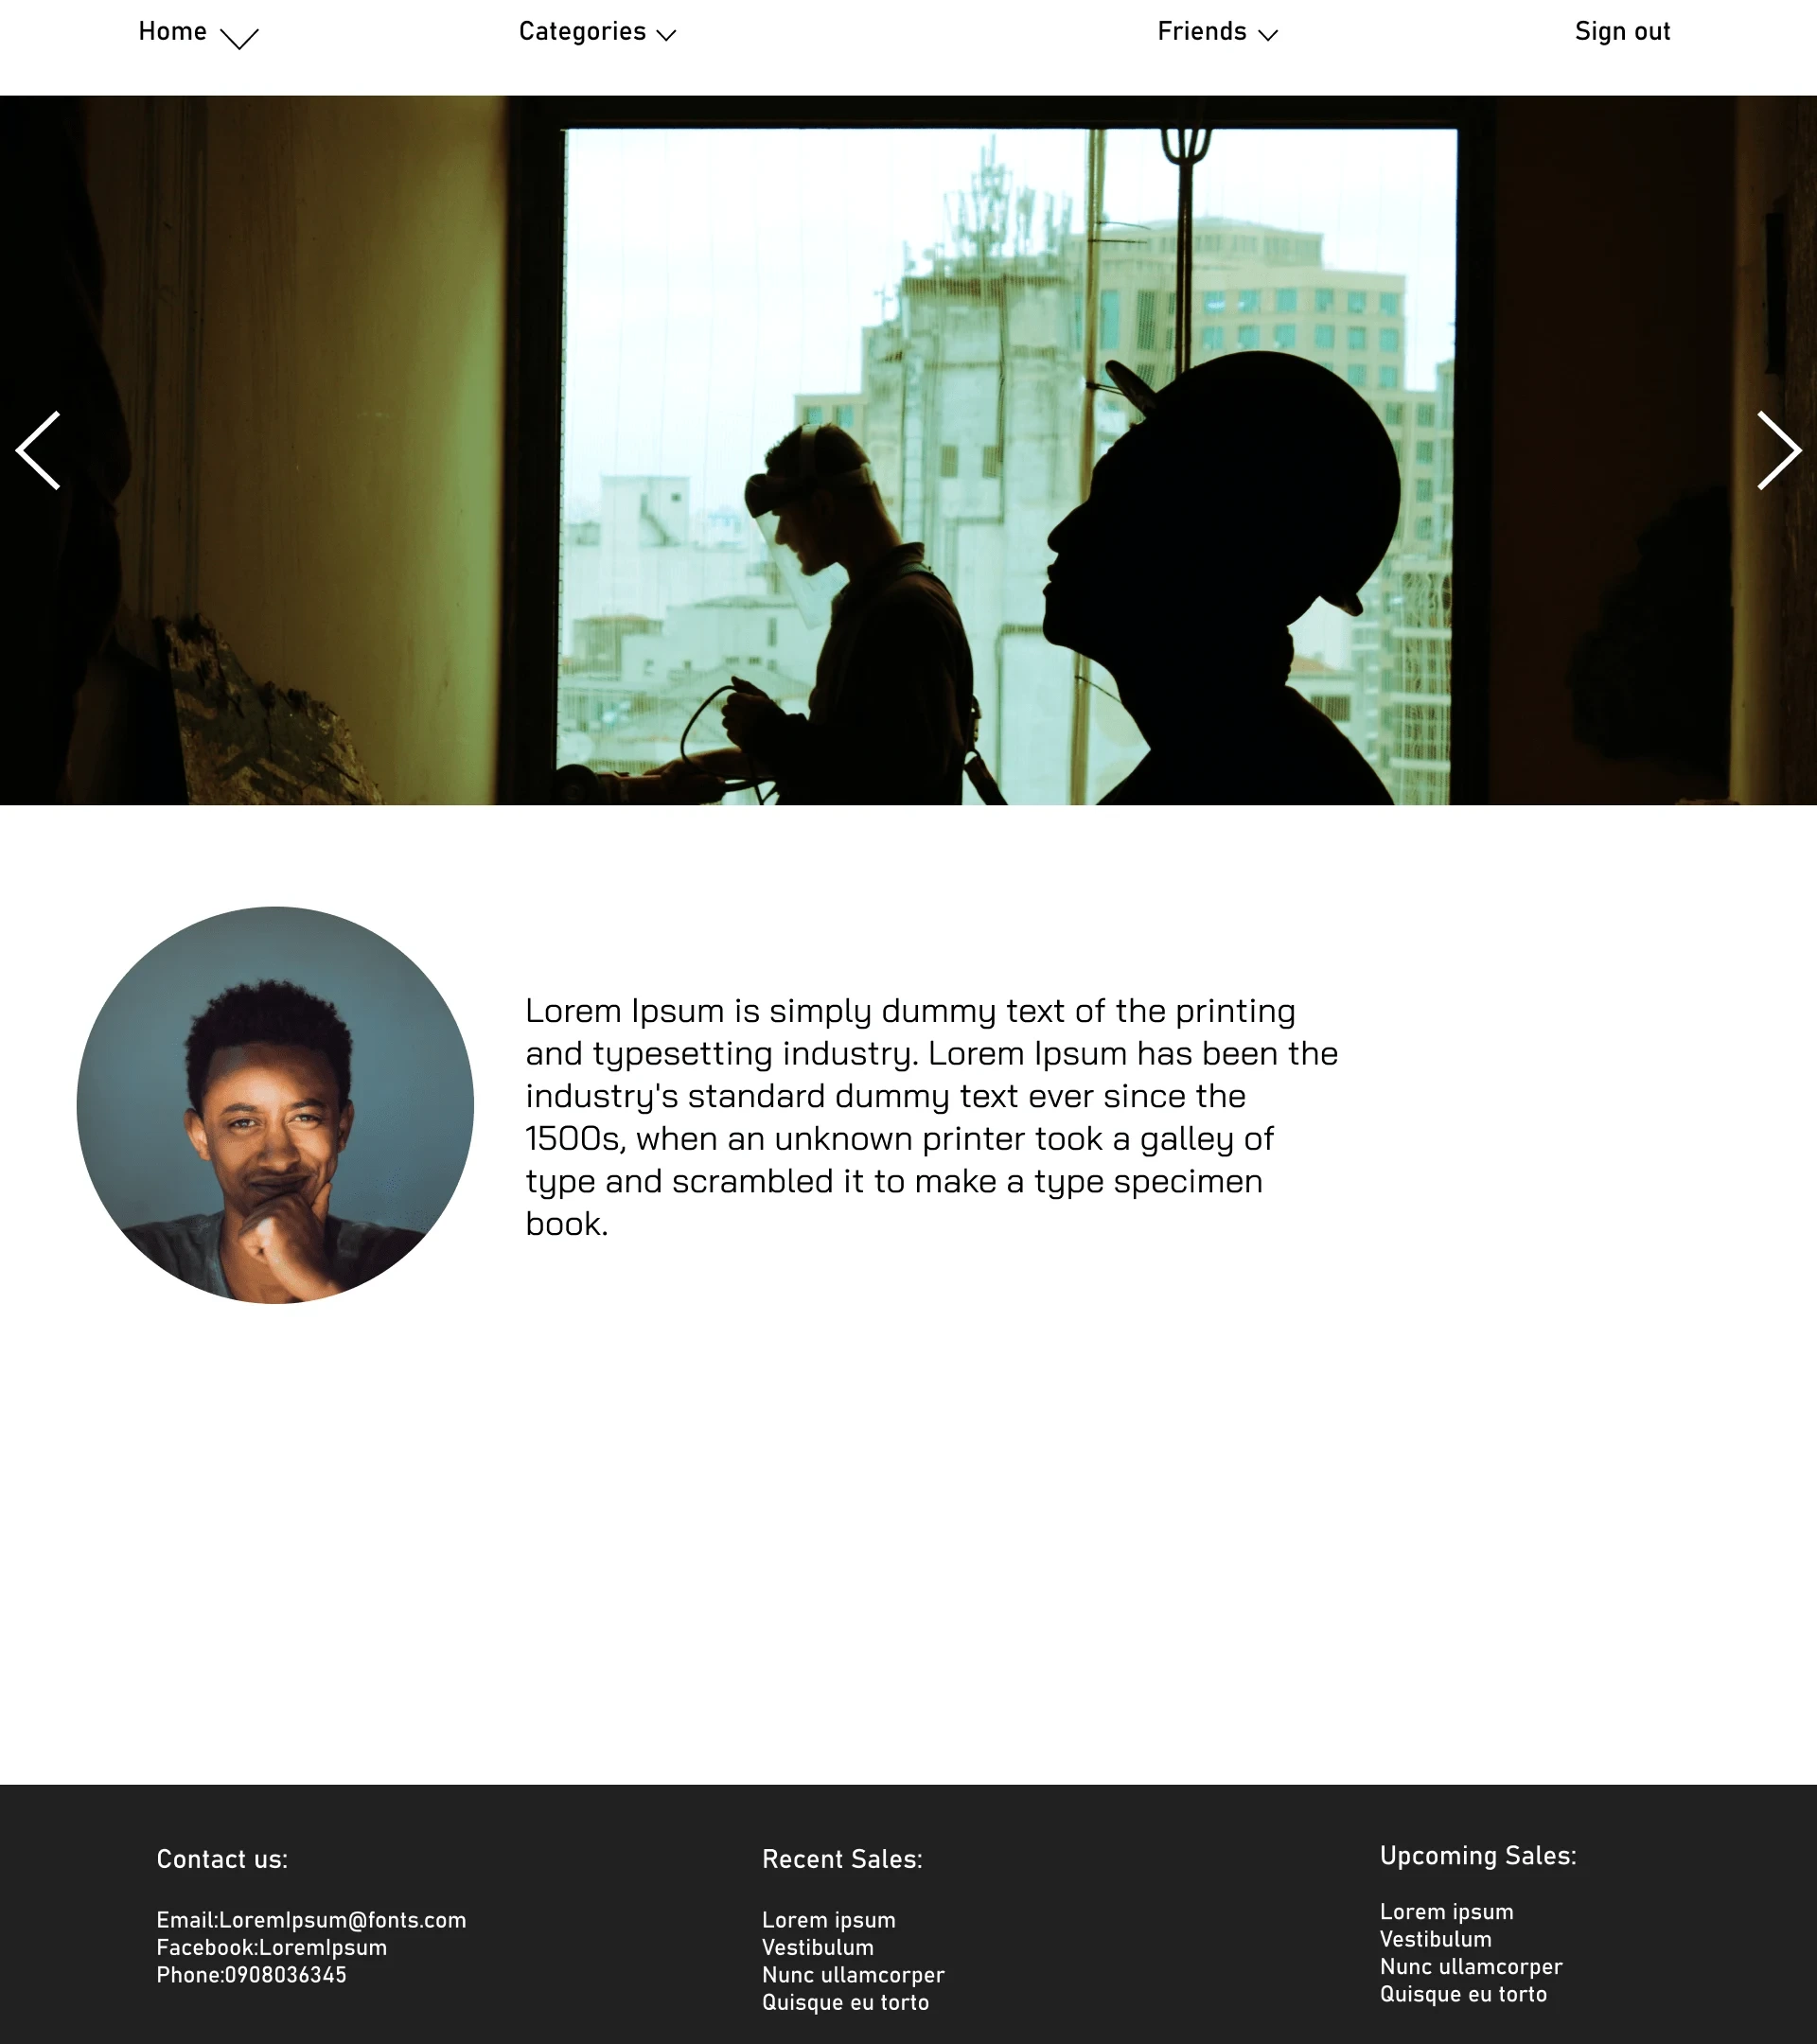 Home
Categories
Friends
Sign out
Lorem Ipsum is simply dummy text of the printing
and typesetting industry. Lorem Ipsum has been the
industry's standard dummy text ever since the
1500s, when an unknown printer took a galley of
type and scrambled it to make a type specimen
book.
Contact us:
Email:LoremIpsum@fonts.com
Facebook:LoremIpsum
Phone:0908036345
Recent Sales:
Lorem ipsum
Vestibulum
Nunc ullamcorper
Quisque eu torto
Upcoming Sales:
Lorem ipsum
Vestibulum
Nunc ullamcorper
Quisque eu torto